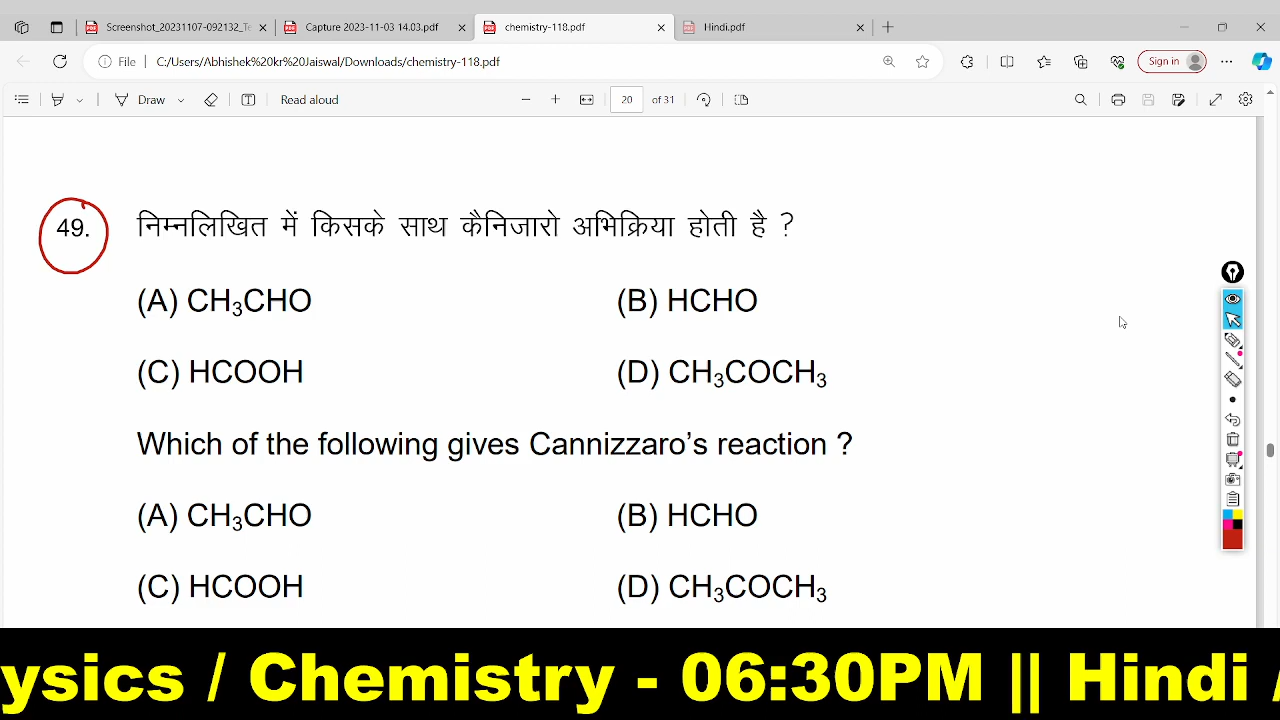 Screenshot_20231107-092132_Te
Capture 2023-11-03 14.03.pdf
chemistry-118.pdf
Hindi.pdf
File C:/Users/Abhishek%20kr%20Jaiswal/Downloads/chemistry-118.pdf
Sign in
Draw Read aloud 20 of 31
49. निम्नलिखित में किसके साथ कैनिजारो अभिक्रिया होती है ?
(A) CH₃CHO (B) HCHO
(C) HCOOH (D) CH₃COCH₃
Which of the following gives Cannizzaro’s reaction ?
(A) CH₃CHO (B) HCHO
(C) HCOOH (D) CH₃COCH₃
ysics / Chemistry - 06:30PM || Hindi /